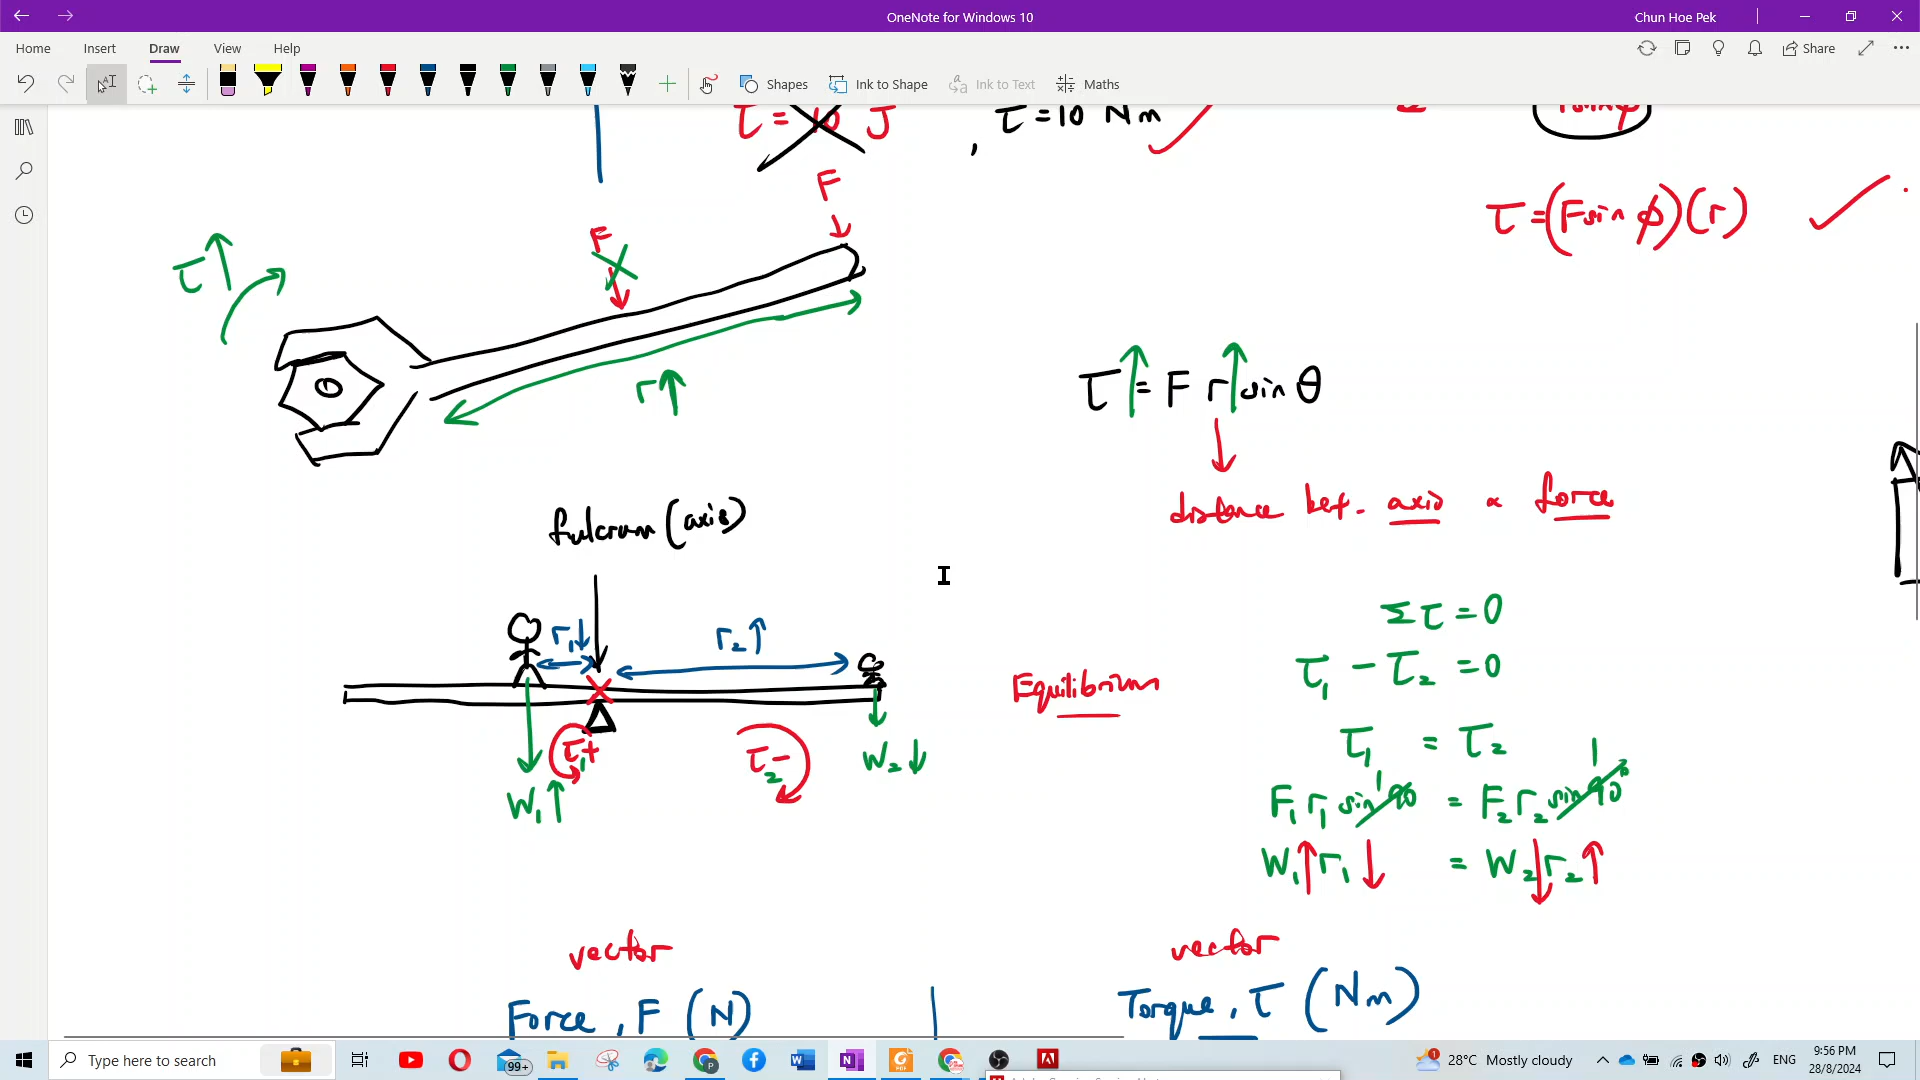 OneNote for Windows 10
Chun Hoe Pek
Home Insert Draw View Help
Share
Shapes Ink to Shape Ink to Text Maths
τ = 10 J , τ = 10 Nm
τ = (F sin ϕ)(r)
F
F
τ↑
r↑
τ↑ = F r↑ sin θ
distance bet. axis & force
fulcrum (axis)
r₁↓ r₂↑
Equilibrium
τ₁+ τ₂-
W₁↑ W₂↓
Στ = 0
τ₁ - τ₂ = 0
τ₁ = τ₂
F₁ r₁ sin 90 1 = F₂ r₂ sin 90° 1
W₁↑ r₁↓ = W₂↓ r₂↑
vector vector
Force, F (N) Torque, τ (Nm)
Type here to search
99+
28°C Mostly cloudy
ENG
9:56 PM
28/8/2024